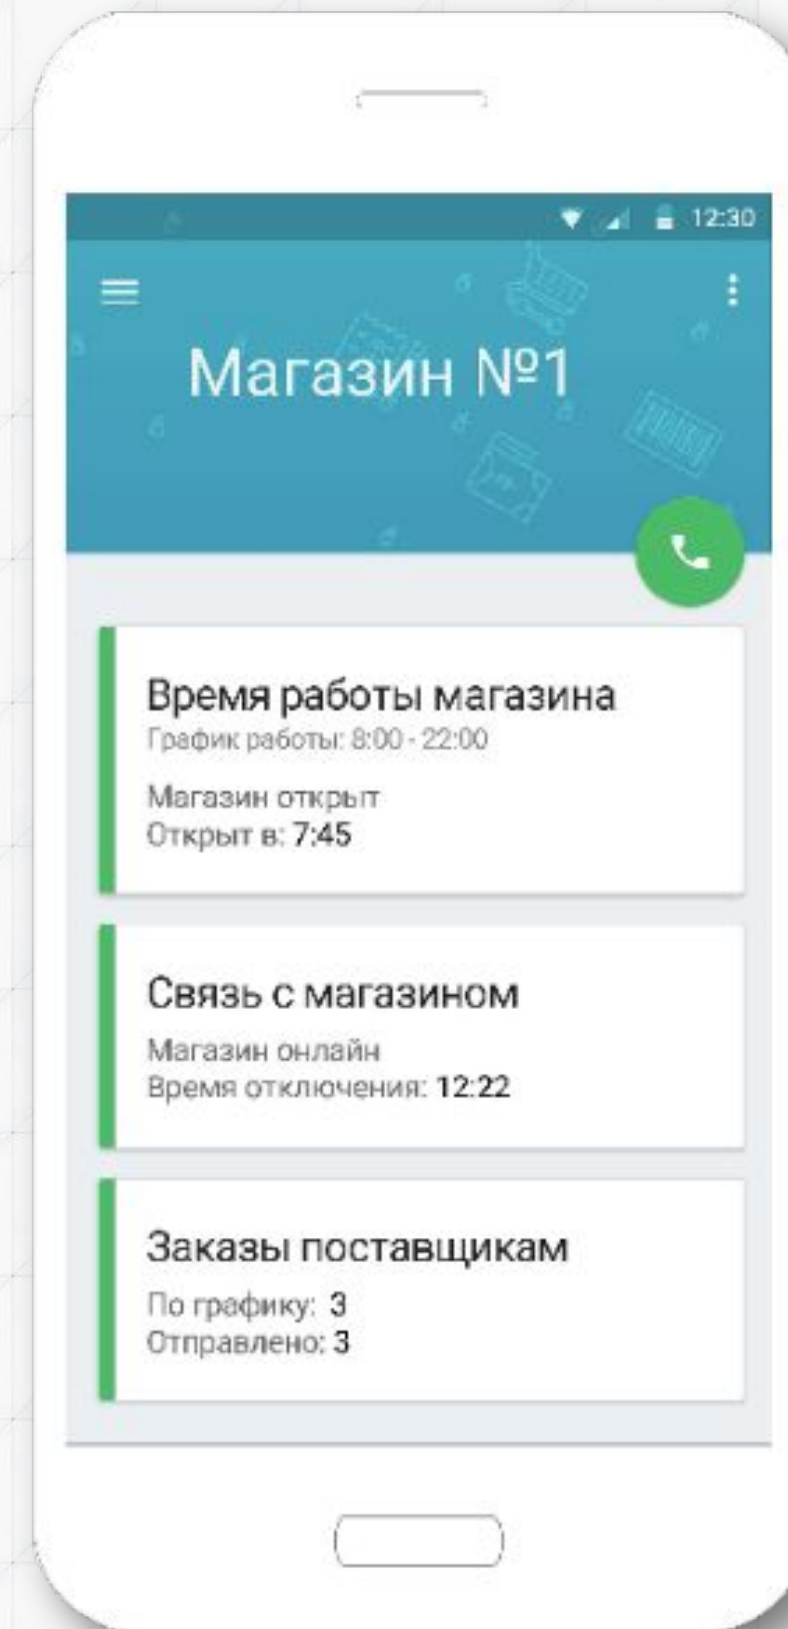 12:30
Магазин №1
Время работы магазина
График работы: 8:00 - 22:00
Магазин открыт
Открыт в: 7:45
Связь с магазином
Магазин онлайн
Время отключения: 12:22
Заказы поставщикам
По графику: 3
Отправлено: 3